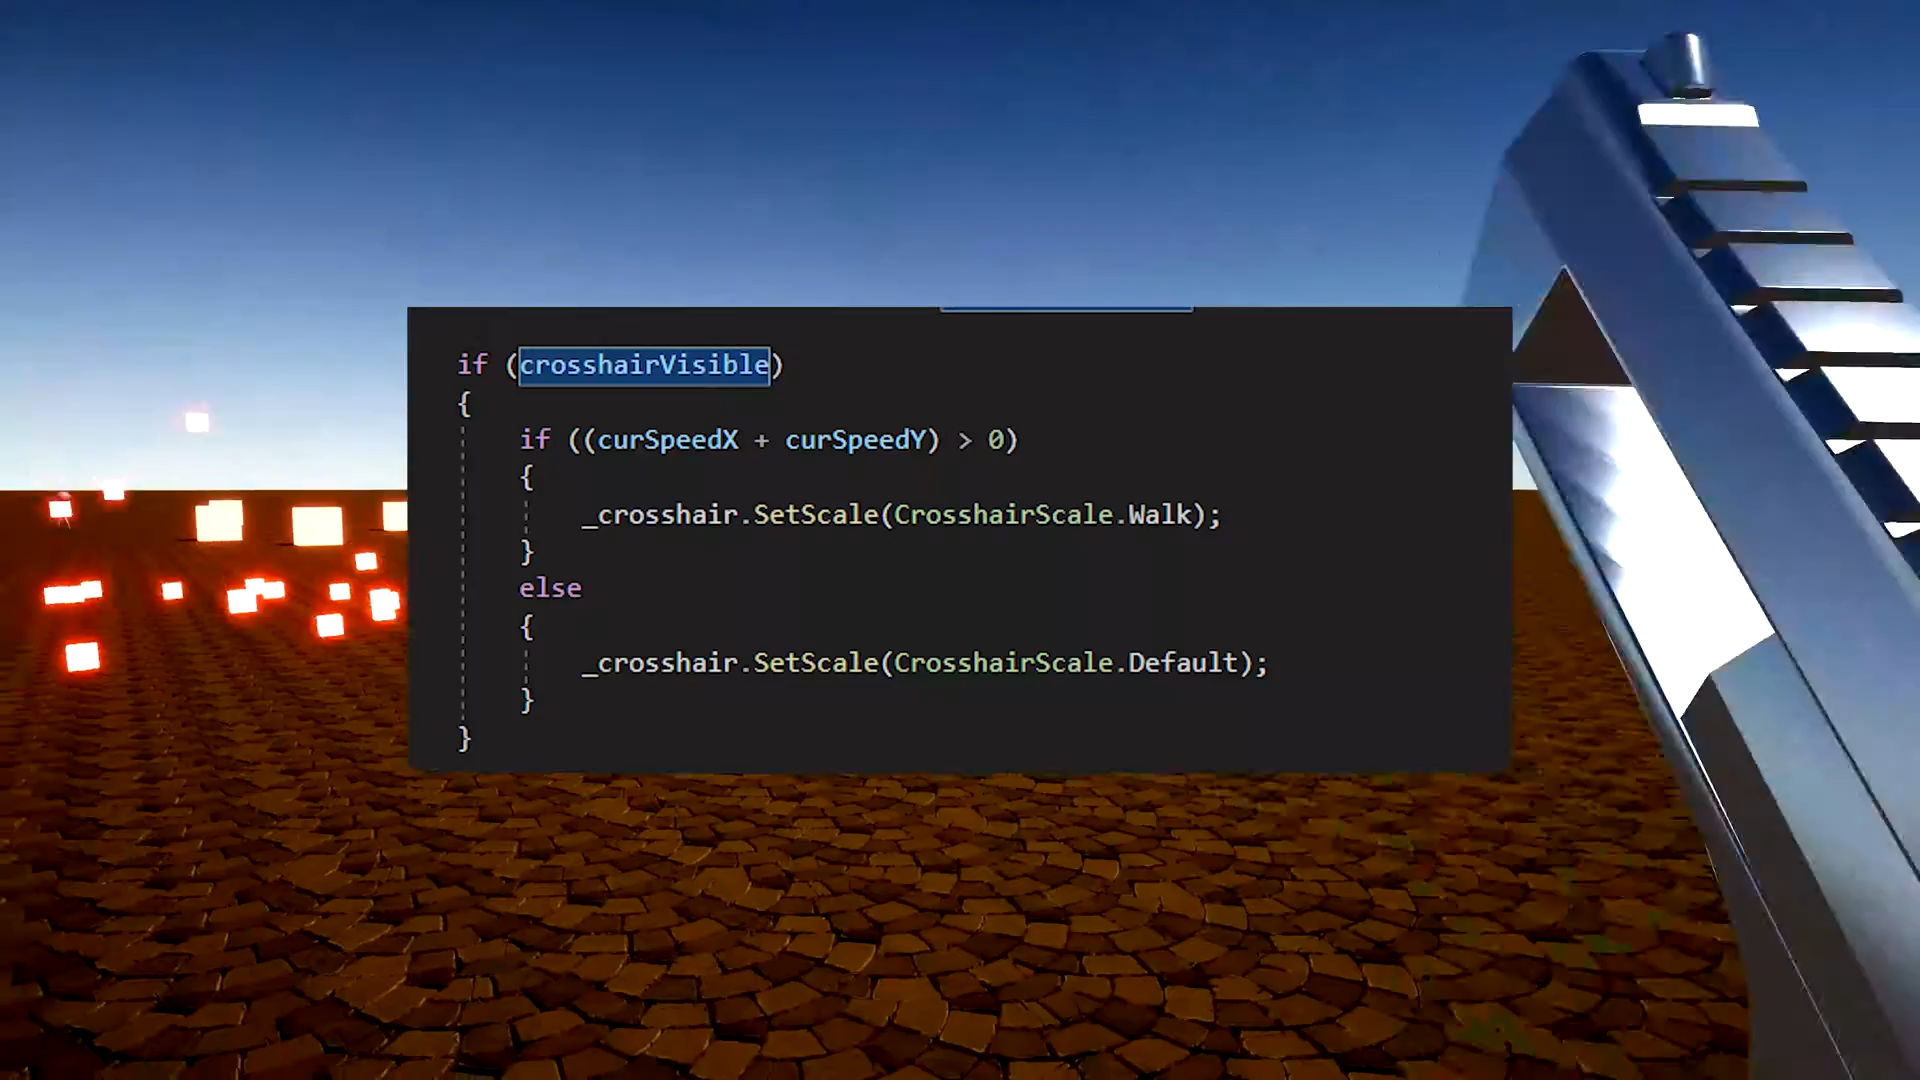 if (crosshairVisible)
{
if ((curSpeedX + curSpeedY) > 0)
{
_crosshair.SetScale(CrosshairScale.Walk);
}
else
{
_crosshair.SetScale(CrosshairScale.Default);
}
}